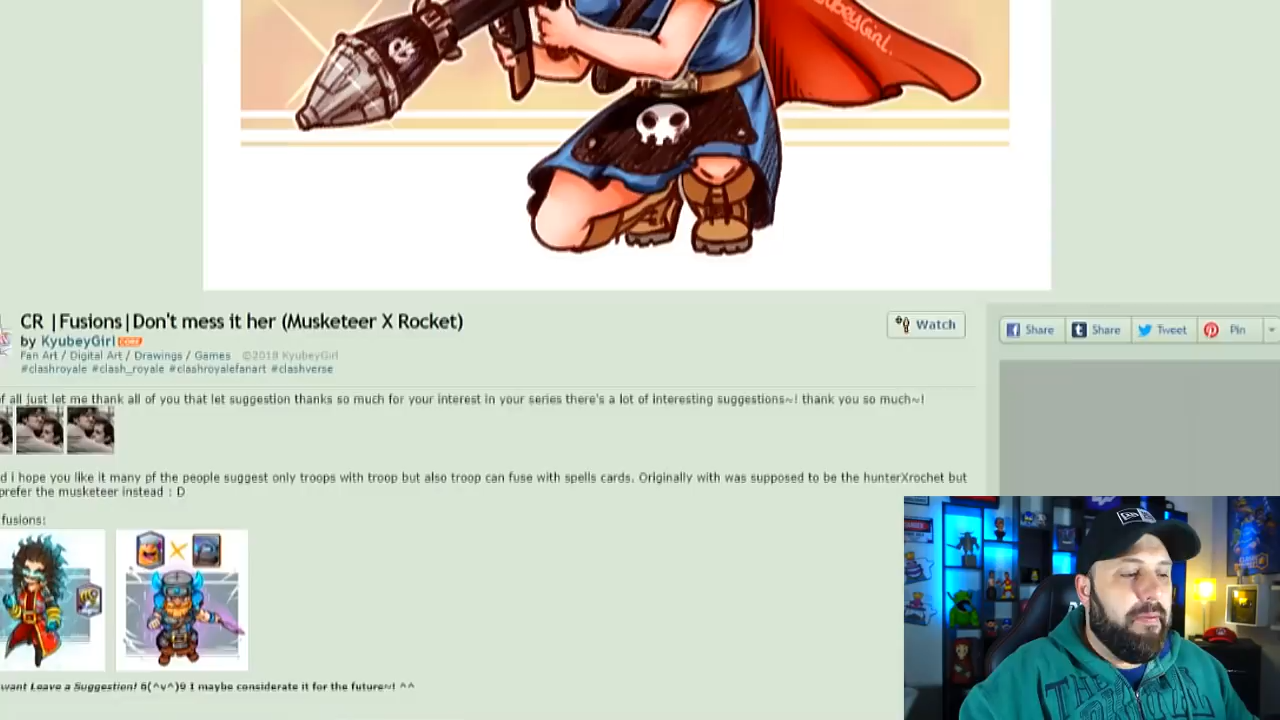 CR |Fusions|Don't mess it her (Musketeer X Rocket)
Watch
by KyubeyGirl CORE
Fan Art / Digital Art / Drawings / Games ©2018 KyubeyGirl
#clashroyale #clash_royale #clashroyalefanart #clashverse
Share
Share
Tweet
Pin
f all just let me thank all of you that let suggestion thanks so much for your interest in your series there's a lot of interesting suggestions~! thank you so much~!
d i hope you like it many pf the people suggest only troops with troop but also troop can fuse with spells cards. Originally with was supposed to be the hunterXrochet but
prefer the musketeer instead : D
fusions:
want Leave a Suggestion! 6(^v^)9 I maybe considerate it for the future~! ^^